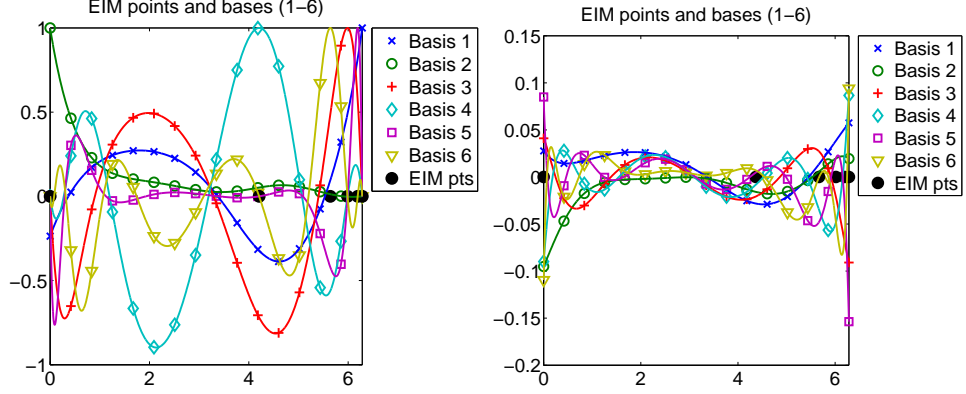 EIM points and bases (1−6)
1
0.5
0
−0.5
−1
0
2
4
6
Basis 1
Basis 2
Basis 3
Basis 4
Basis 5
Basis 6
EIM pts
EIM points and bases (1−6)
0.15
0.1
0.05
0
−0.05
−0.1
−0.15
−0.2
0
2
4
6
Basis 1
Basis 2
Basis 3
Basis 4
Basis 5
Basis 6
EIM pts